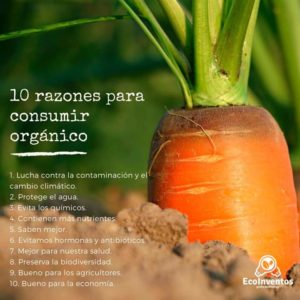 10 razones para
consumir
orgánico
1. Lucha contra la contaminación y el
cambio climático.
2. Protege el agua.
3. Evita los químicos.
4. Contienen más nutrientes.
5. Saben mejor.
6. Evitamos hormonas y antibióticos.
7. Mejor para nuestra salud.
8. Preserva la biodiversidad.
9. Bueno para los agricultores.
10. Bueno para la economía.
EcoInventos